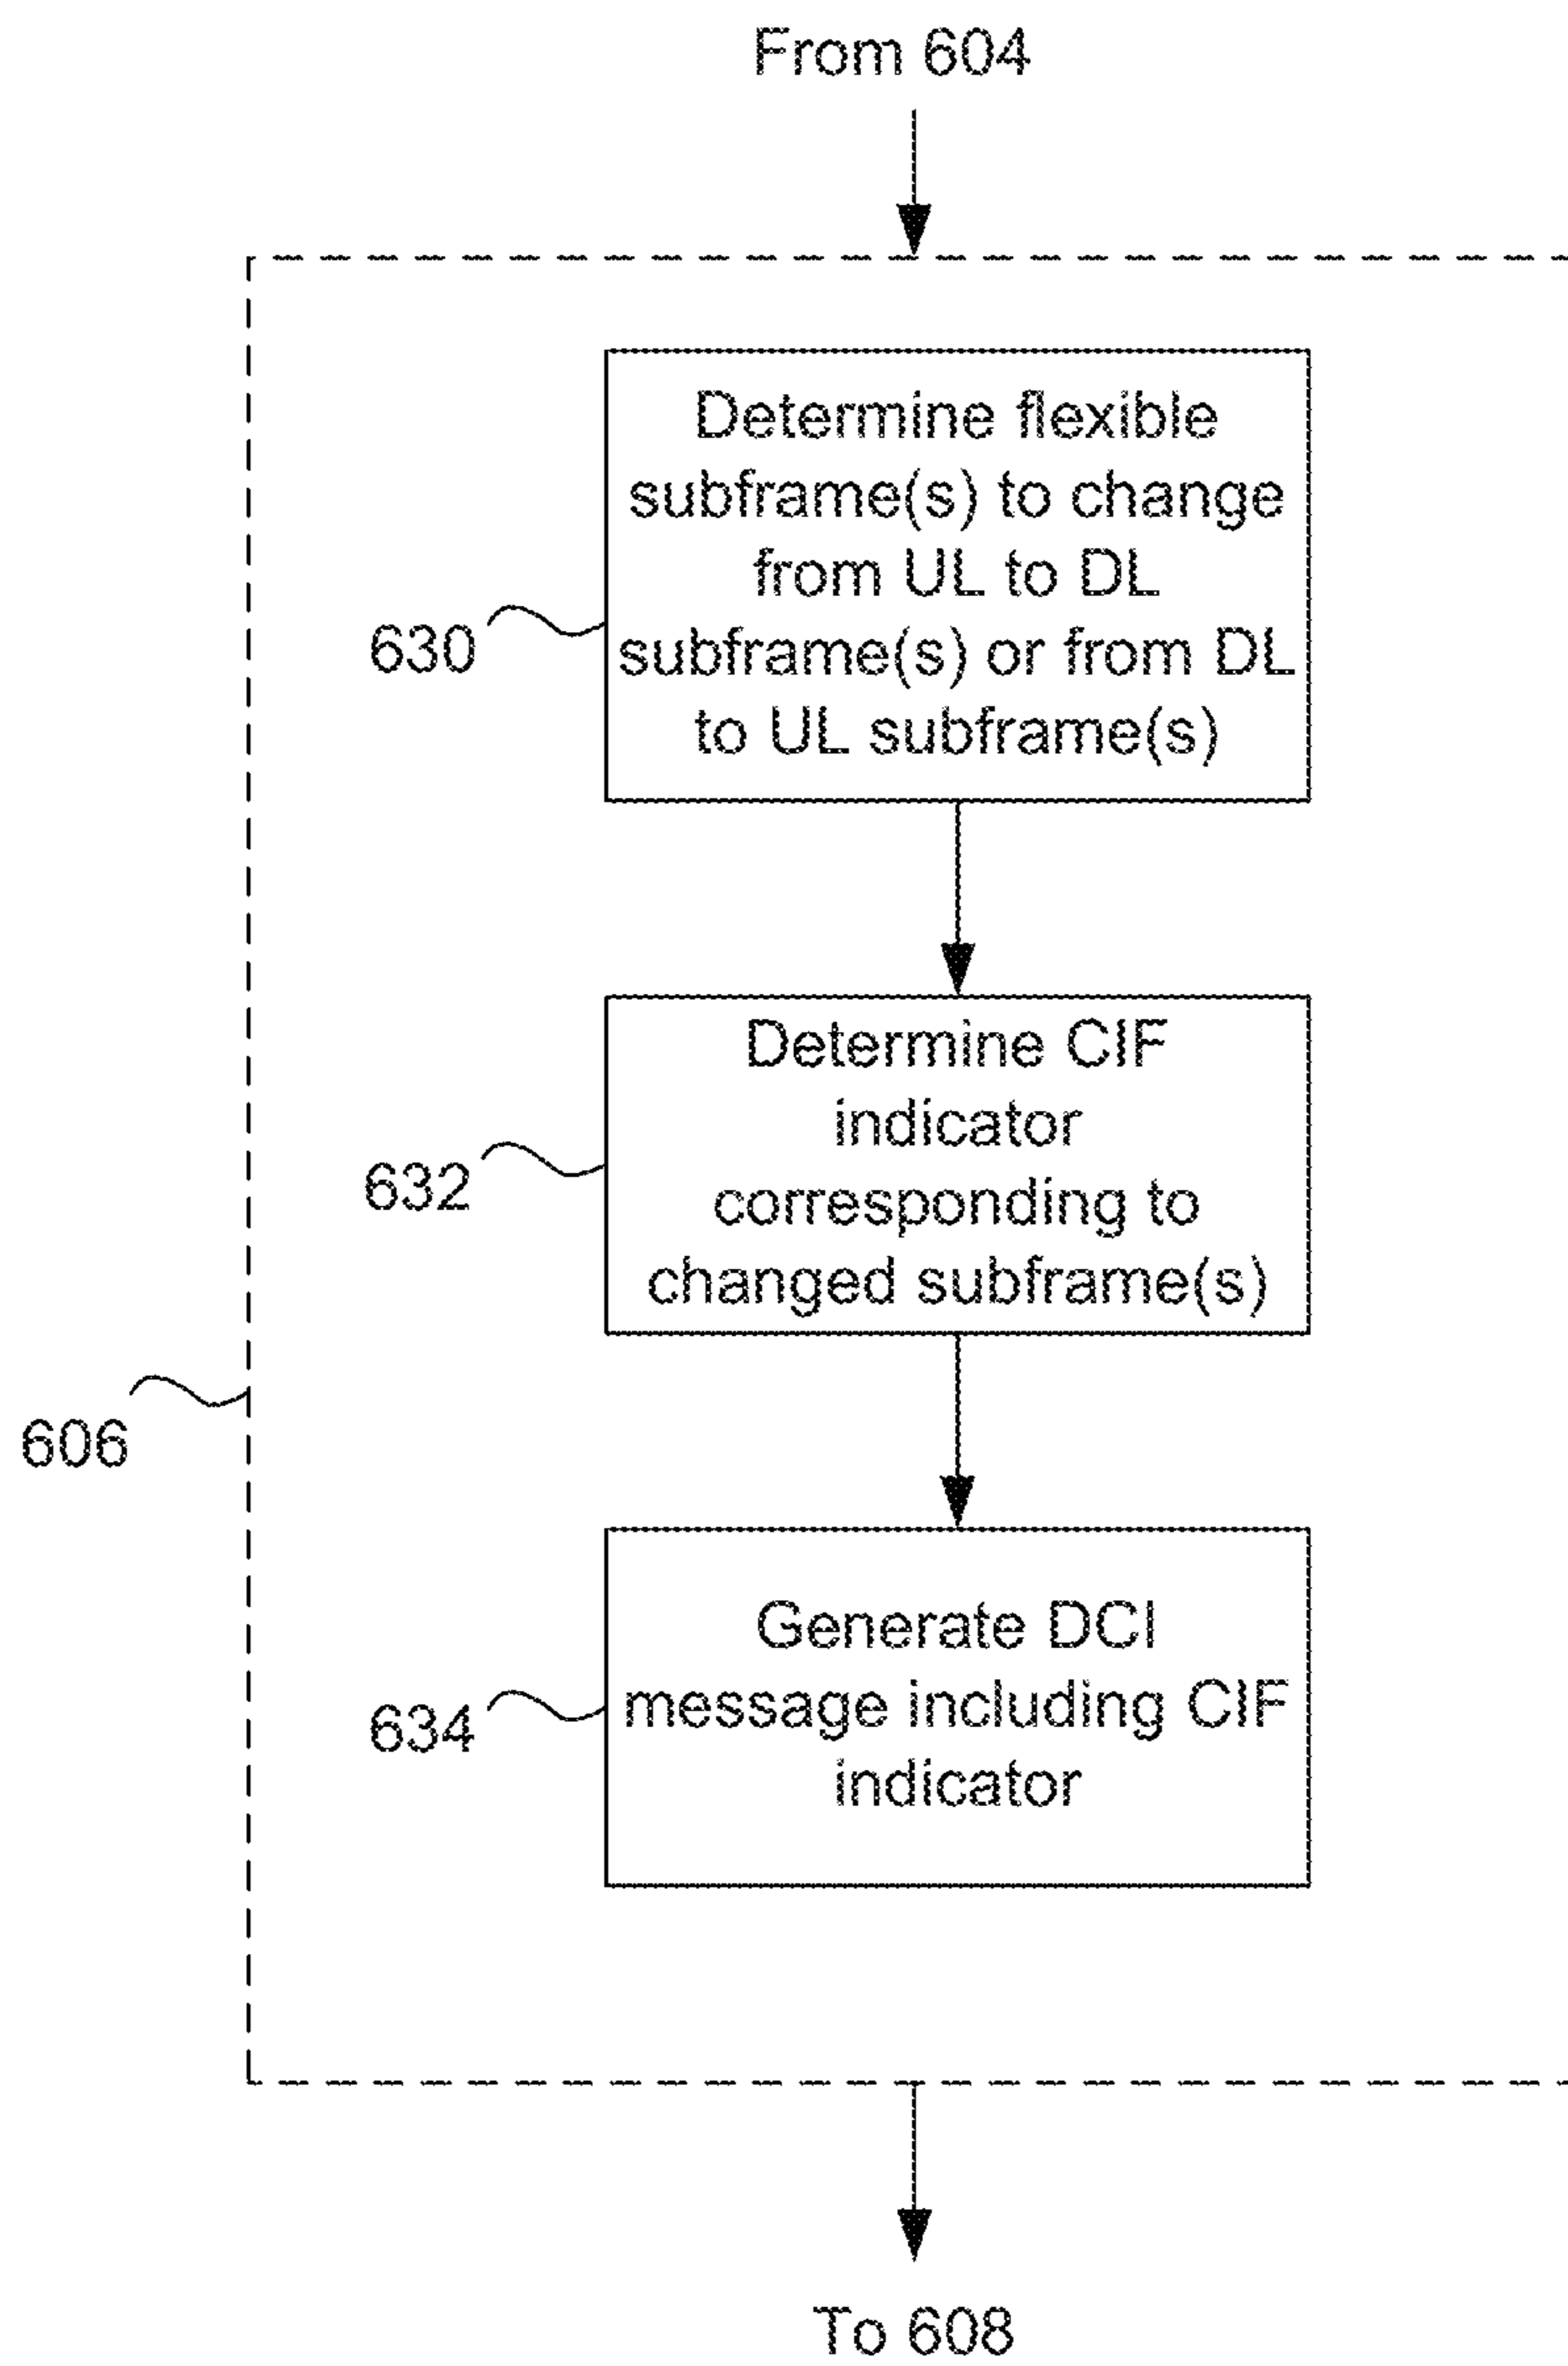 From 604
Determine flexible
subframe(s) to change
from UL to DL
subframe(s) or from DL
to UL subframe(s)
630
Determine CIF
indicator
corresponding to
changed subframe(s)
632
606
Generate DCI
message including CIF
indicator
634
To 608